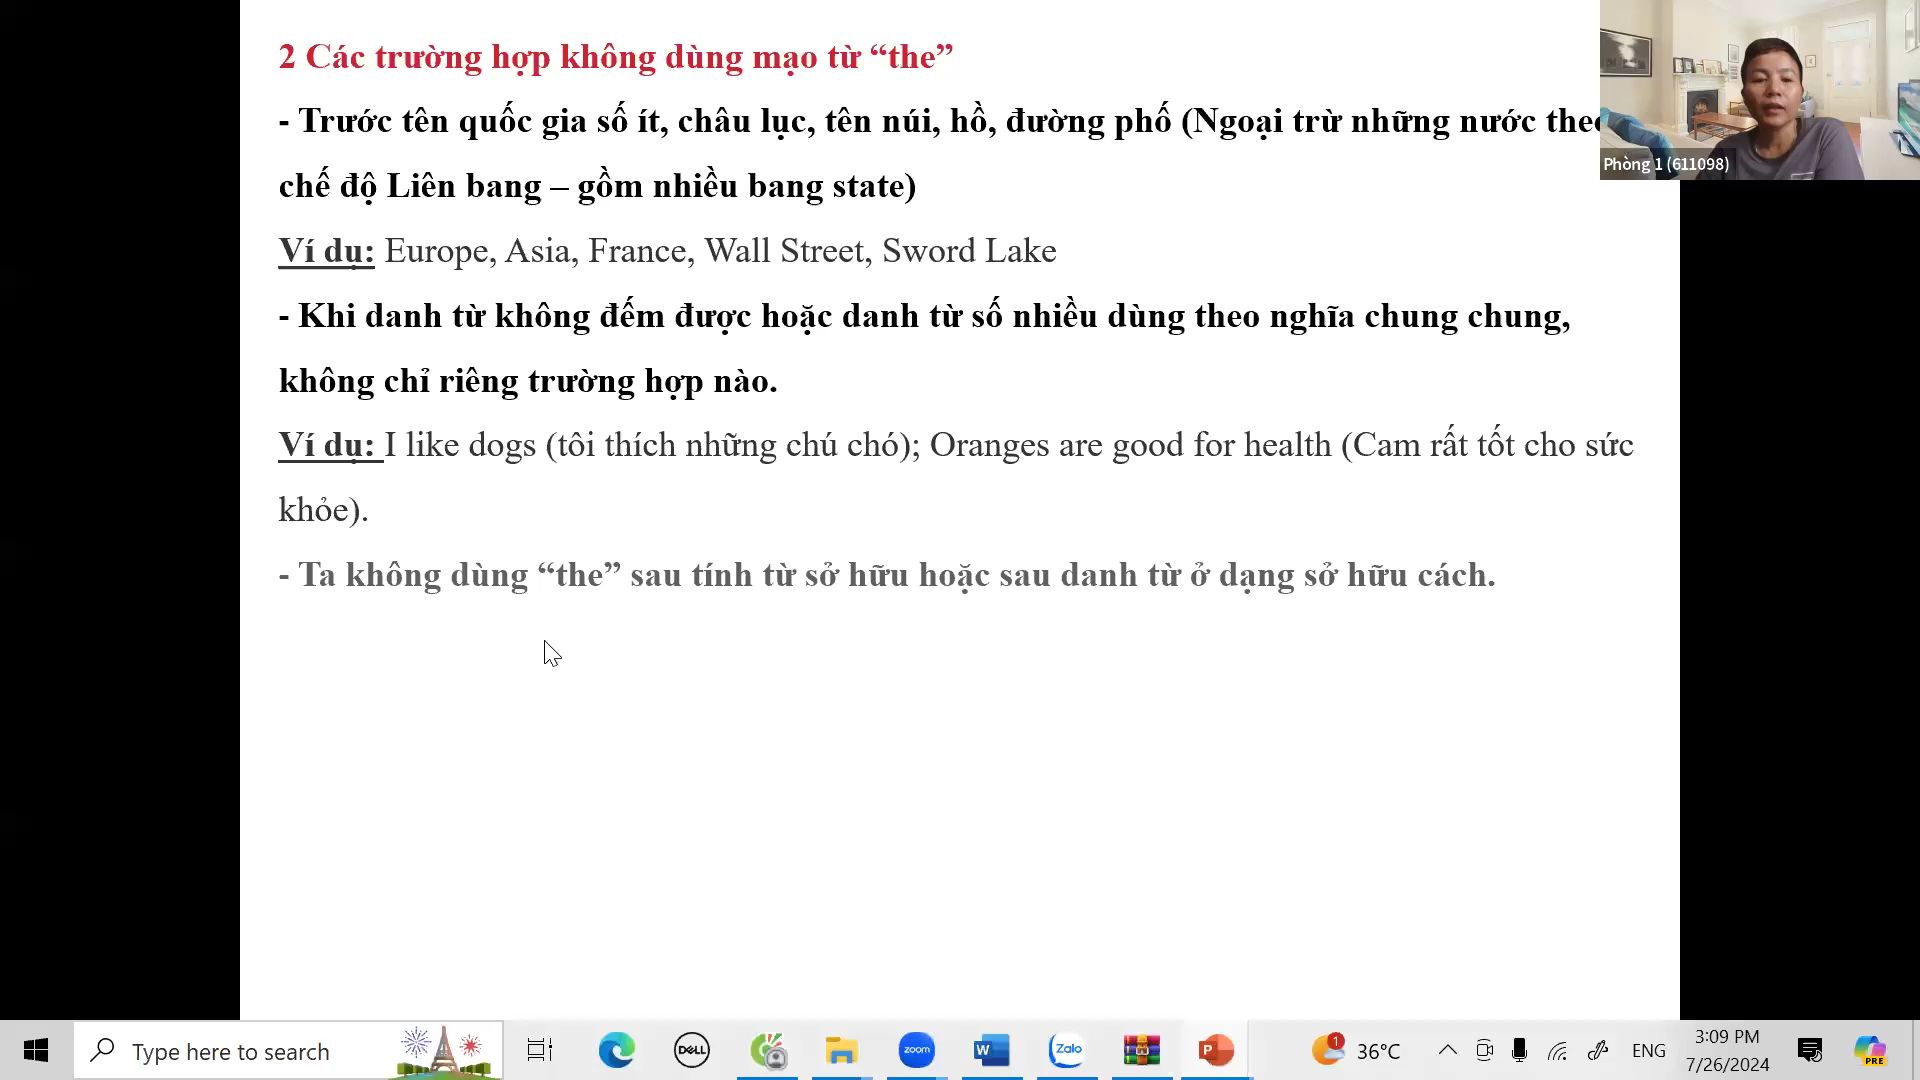 2 Các trường hợp không dùng mạo từ “the”
- Trước tên quốc gia số ít, châu lục, tên núi, hồ, đường phố (Ngoại trừ những nước theo
chế độ Liên bang – gồm nhiều bang state)
Ví dụ: Europe, Asia, France, Wall Street, Sword Lake
- Khi danh từ không đếm được hoặc danh từ số nhiều dùng theo nghĩa chung chung,
không chỉ riêng trường hợp nào.
Ví dụ: I like dogs (tôi thích những chú chó); Oranges are good for health (Cam rất tốt cho sức
khỏe).
- Ta không dùng “the” sau tính từ sở hữu hoặc sau danh từ ở dạng sở hữu cách.
Phòng 1 (611098)
Type here to search
DELL
zoom
W
Zalo
P
1
36°C
ENG
3:09 PM
7/26/2024
PRE